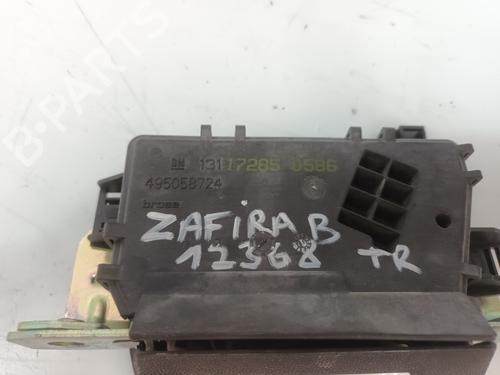 B-PARTS
GM 13117285 0586
495058724
brose
ZAFIRA B
12368 TR